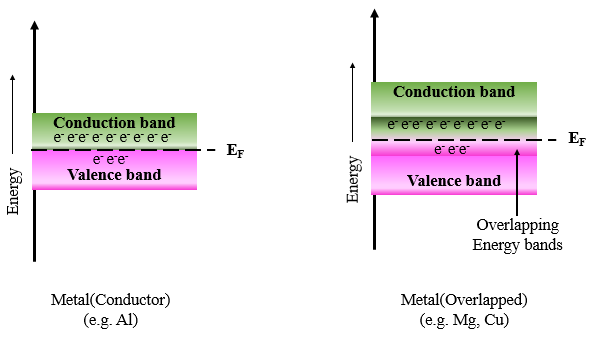 Energy
Conduction band
e⁻ e⁻e⁻ e⁻ e⁻ e⁻ e⁻ e⁻ e⁻
e⁻ e⁻e⁻
Valence band
E_F
Metal(Conductor)
(e.g. Al)
Energy
Conduction band
e⁻ e⁻e⁻ e⁻ e⁻ e⁻ e⁻ e⁻ e⁻
e⁻ e⁻e⁻
Valence band
E_F
Overlapping
Energy bands
Metal(Overlapped)
(e.g. Mg, Cu)